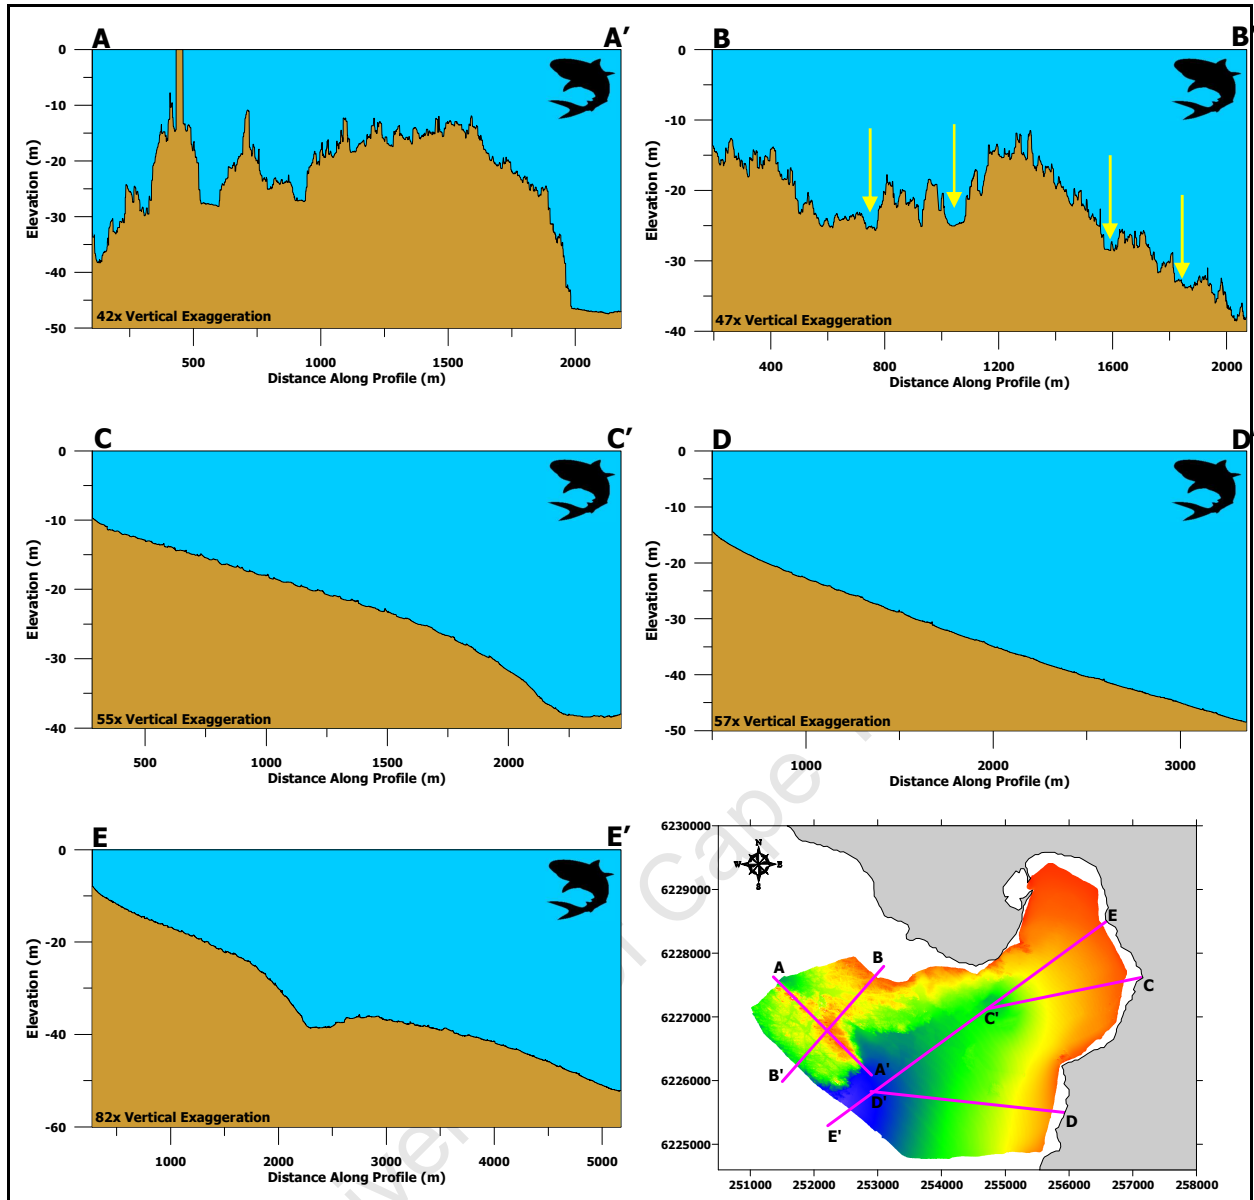 A A′
0
-10
-20
-30
-40
-50
Elevation (m)
42x Vertical Exaggeration
500 1000 1500 2000
Distance Along Profile (m)
B B′
0
-10
-20
-30
-40
Elevation (m)
47x Vertical Exaggeration
400 800 1200 1600 2000
Distance Along Profile (m)
C C′
0
-10
-20
-30
-40
Elevation (m)
55x Vertical Exaggeration
500 1000 1500 2000
Distance Along Profile (m)
D D′
0
-10
-20
-30
-40
-50
Elevation (m)
57x Vertical Exaggeration
1000 2000 3000
Distance Along Profile (m)
E E′
0
-20
-40
-60
Elevation (m)
82x Vertical Exaggeration
1000 2000 3000 4000 5000
Distance Along Profile (m)
6230000
6229000
6228000
6227000
6226000
6225000
N
W E
S
A
B
E
C
C'
B'
A'
D'
D
E'
251000 252000 253000 254000 255000 256000 257000 258000
Cape